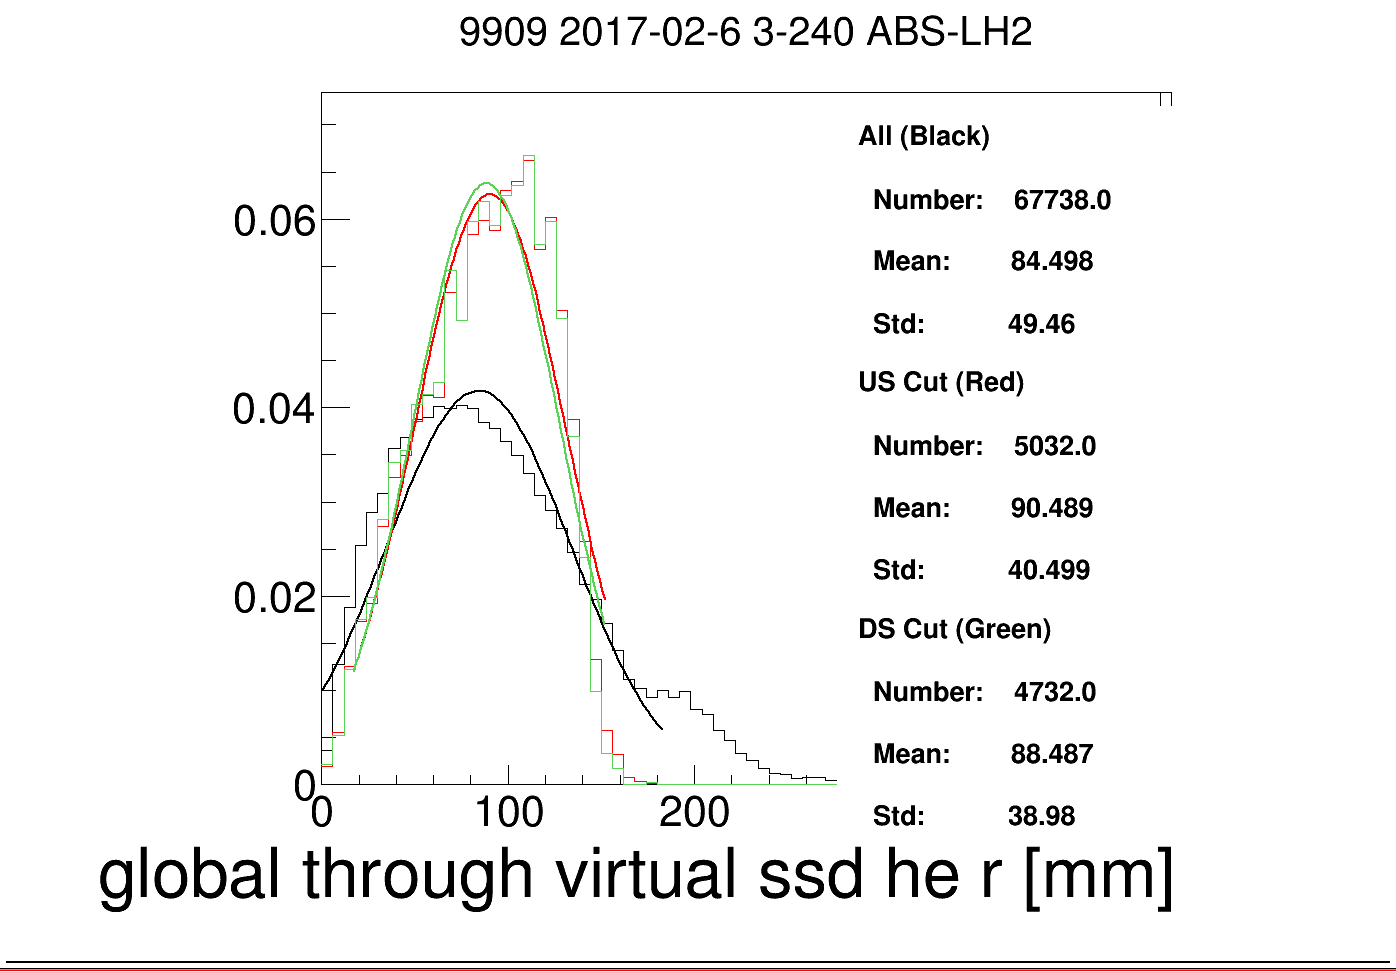 9909 2017-02-6 3-240 ABS-LH2
All (Black)
Number: 67738.0
Mean: 84.498
Std: 49.46
US Cut (Red)
Number: 5032.0
Mean: 90.489
Std: 40.499
DS Cut (Green)
Number: 4732.0
Mean: 88.487
Std: 38.98
0.06
0.04
0.02
0
0 100 200
global through virtual ssd he r [mm]